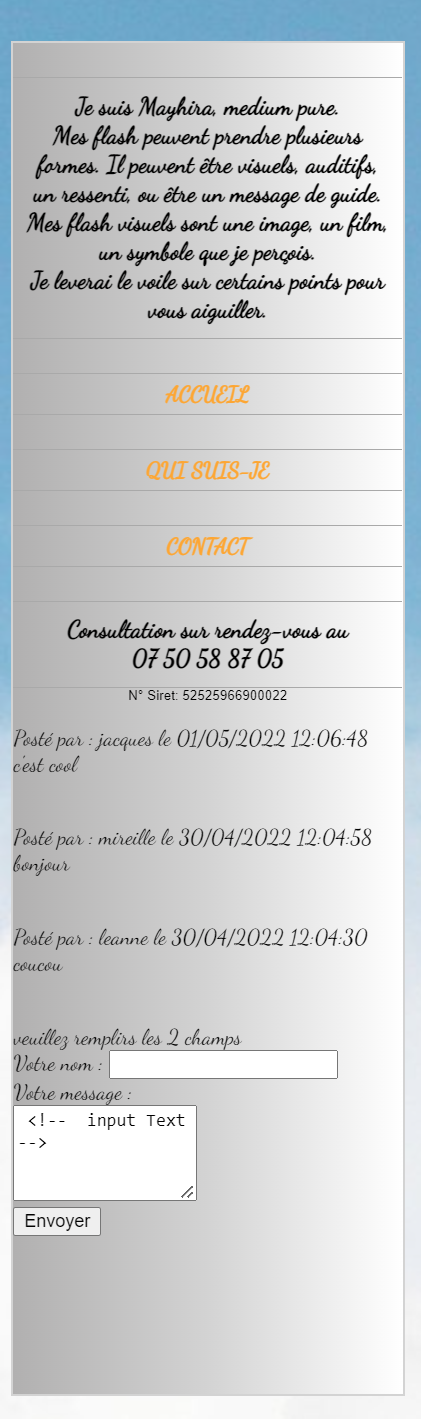 Je suis Mayhira, medium pure.
Mes flash peuvent prendre plusieurs
formes. Il peuvent être visuels, auditifs,
un ressenti, ou être un message de guide.
Mes flash visuels sont une image, un film,
un symbole que je perçois.
Je leverai le voile sur certains points pour
vous aiguiller.
ACCUEIL
QUI SUIS-JE
CONTACT
Consultation sur rendez-vous au
07 50 58 87 05
N° Siret: 52525966900022
Posté par : jacques le 01/05/2022 12:06:48
c'est cool
Posté par : mireille le 30/04/2022 12:04:58
bonjour
Posté par : leanne le 30/04/2022 12:04:30
coucou
veuillez remplirs les 2 champs
Votre nom :
Votre message :
<!--  input Text
-->
Envoyer